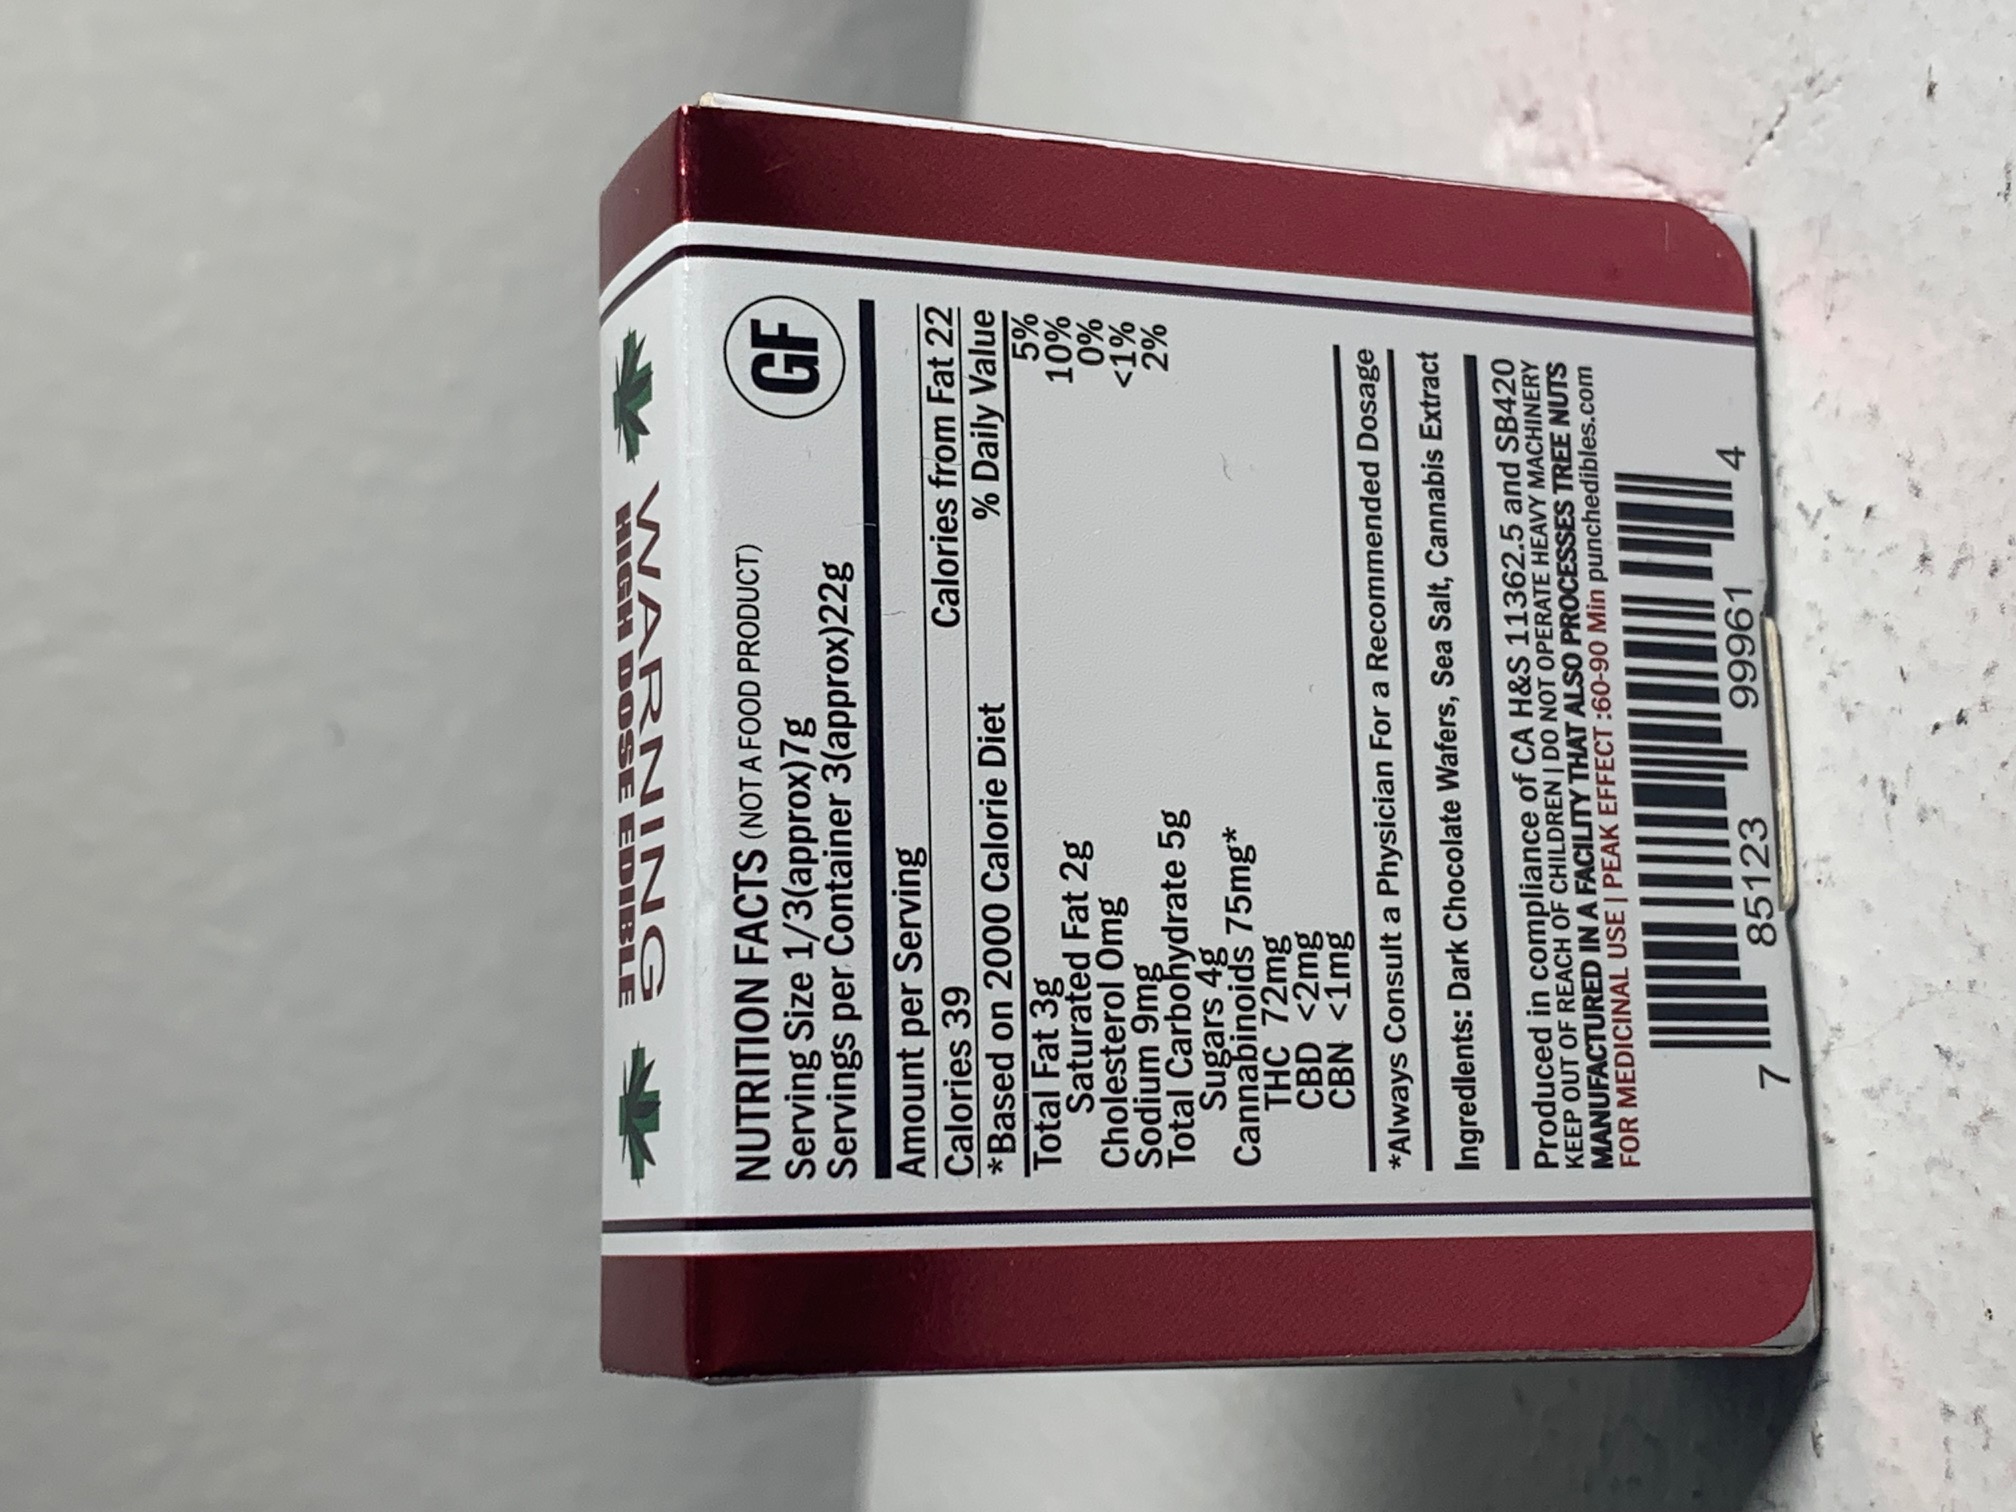 WARNING
HIGH DOSE EDIBLE
NUTRITION FACTS (NOT A FOOD PRODUCT)
GF
Serving Size 1/3(approx)7g
Servings per Container 3(approx)22g
Amount per Serving
Calories 39 Calories from Fat 22
*Based on 2000 Calorie Diet % Daily Value
Total Fat 3g 5%
Saturated Fat 2g 10%
Cholesterol 0mg 0%
Sodium 9mg <1%
Total Carbohydrate 5g 2%
Sugars 4g
Cannabinoids 75mg*
THC 72mg
CBD <2mg
CBN <1mg
*Always Consult a Physician For a Recommended Dosage
Ingredients: Dark Chocolate Wafers, Sea Salt, Cannabis Extract
Produced in compliance of CA H&S 11362.5 and SB420
KEEP OUT OF REACH OF CHILDREN | DO NOT OPERATE HEAVY MACHINERY
MANUFACTURED IN A FACILITY THAT ALSO PROCESSES TREE NUTS
FOR MEDICINAL USE | PEAK EFFECT :60-90 Min punchedibles.com
7 85123 99961 4